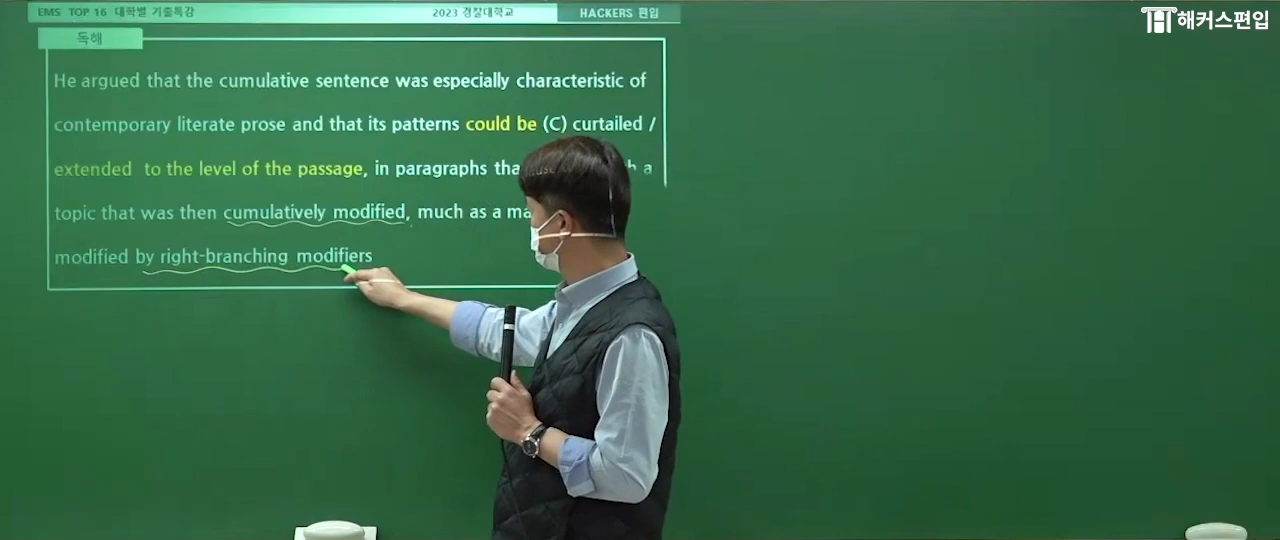 EMS TOP 16 대학별 기출특강
2023 경찰대학교
HACKERS 편입
해커스편입
독해
He argued that the cumulative sentence was especially characteristic of
contemporary literate prose and that its patterns could be (C) curtailed /
extended to the level of the passage, in paragraphs a
topic that was then cumulatively modified, much as a
modified by right-branching modifiers